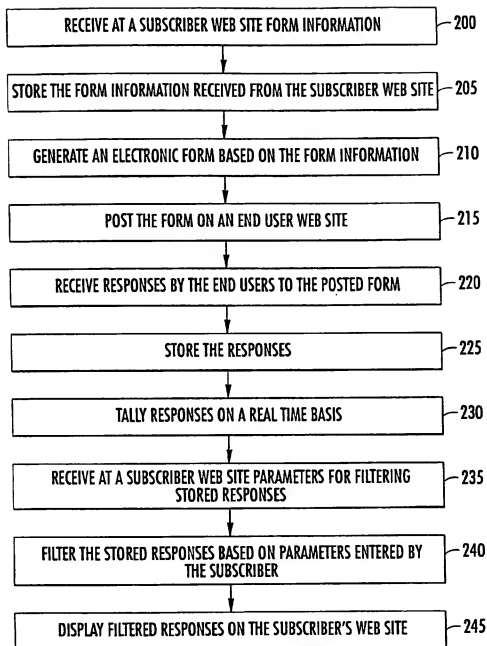 RECEIVE AT A SUBSCRIBER WEB SITE FORM INFORMATION 200
STORE THE FORM INFORMATION RECEIVED FROM THE SUBSCRIBER WEB SITE 205
GENERATE AN ELECTRONIC FORM BASED ON THE FORM INFORMATION 210
POST THE FORM ON AN END USER WEB SITE 215
RECEIVE RESPONSES BY THE END USERS TO THE POSTED FORM 220
STORE THE RESPONSES 225
TALLY RESPONSES ON A REAL TIME BASIS 230
RECEIVE AT A SUBSCRIBER WEB SITE PARAMETERS FOR FILTERING 235
STORED RESPONSES
FILTER THE STORED RESPONSES BASED ON PARAMETERS ENTERED BY 240
THE SUBSCRIBER
DISPLAY FILTERED RESPONSES ON THE SUBSCRIBER'S WEB SITE 245